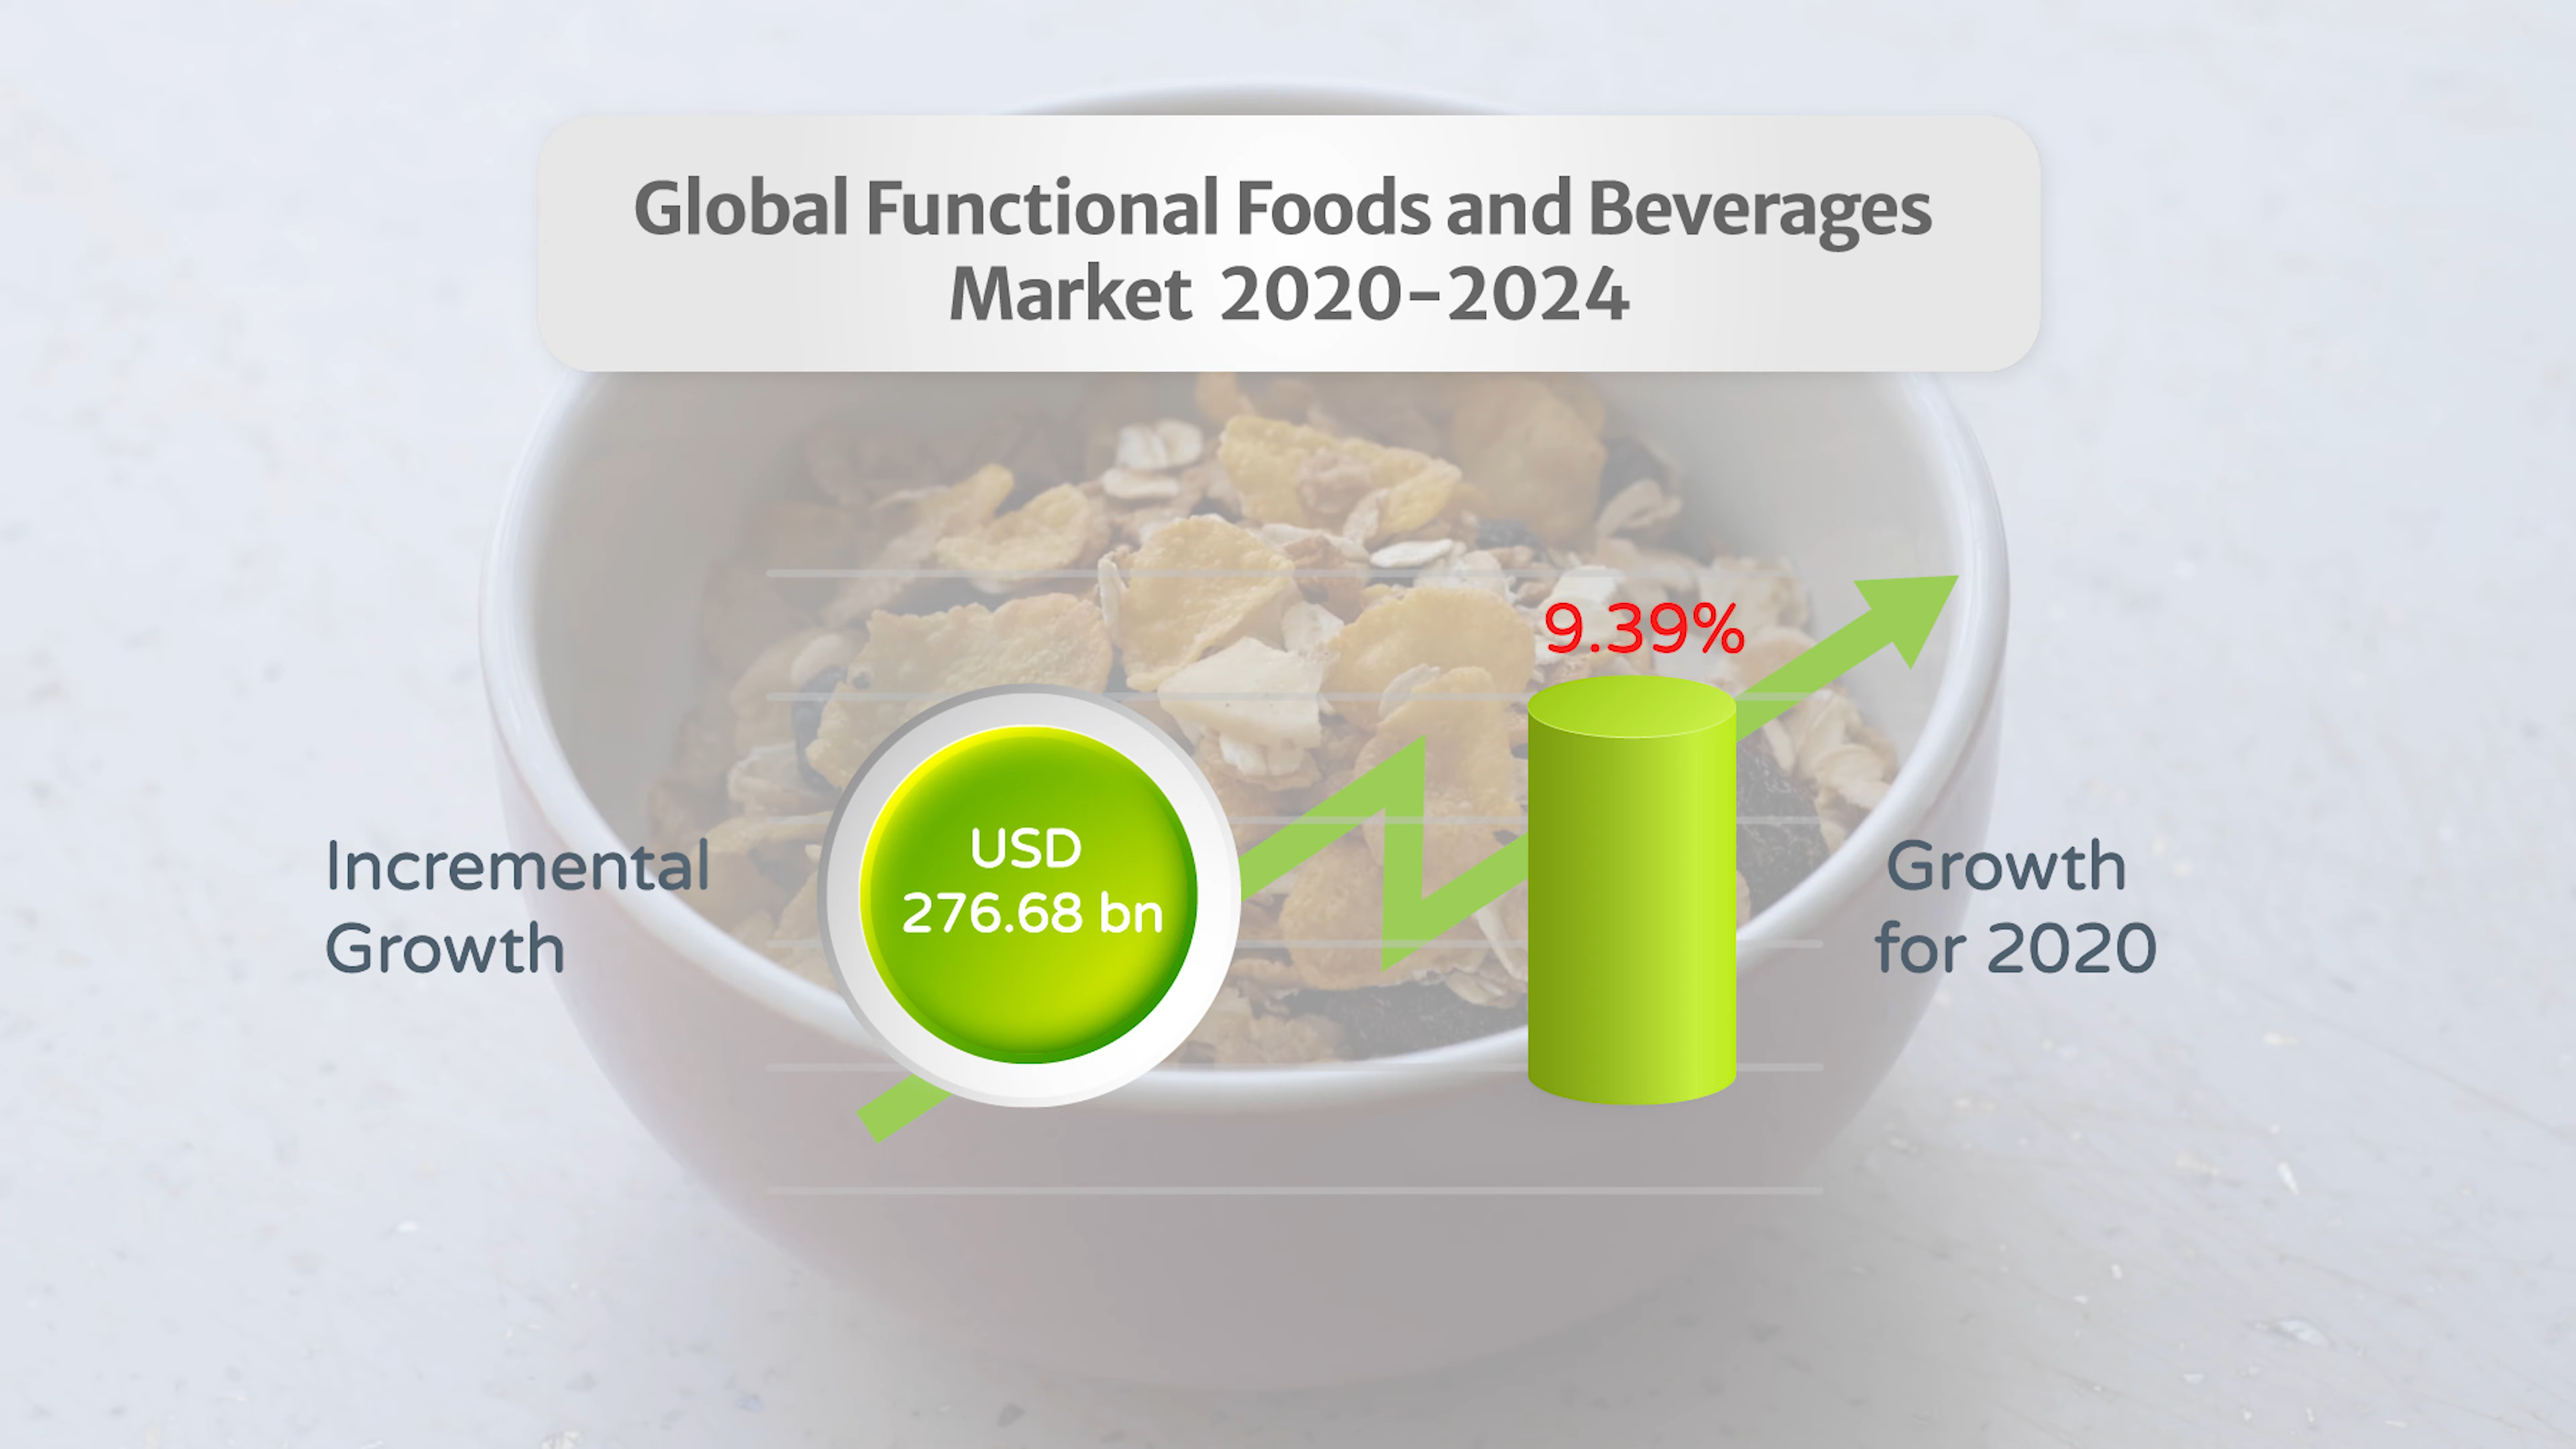 Global Functional Foods and Beverages
Market 2020-2024
9.39%
USD
276.68 bn
Incremental
Growth
Growth
for 2020